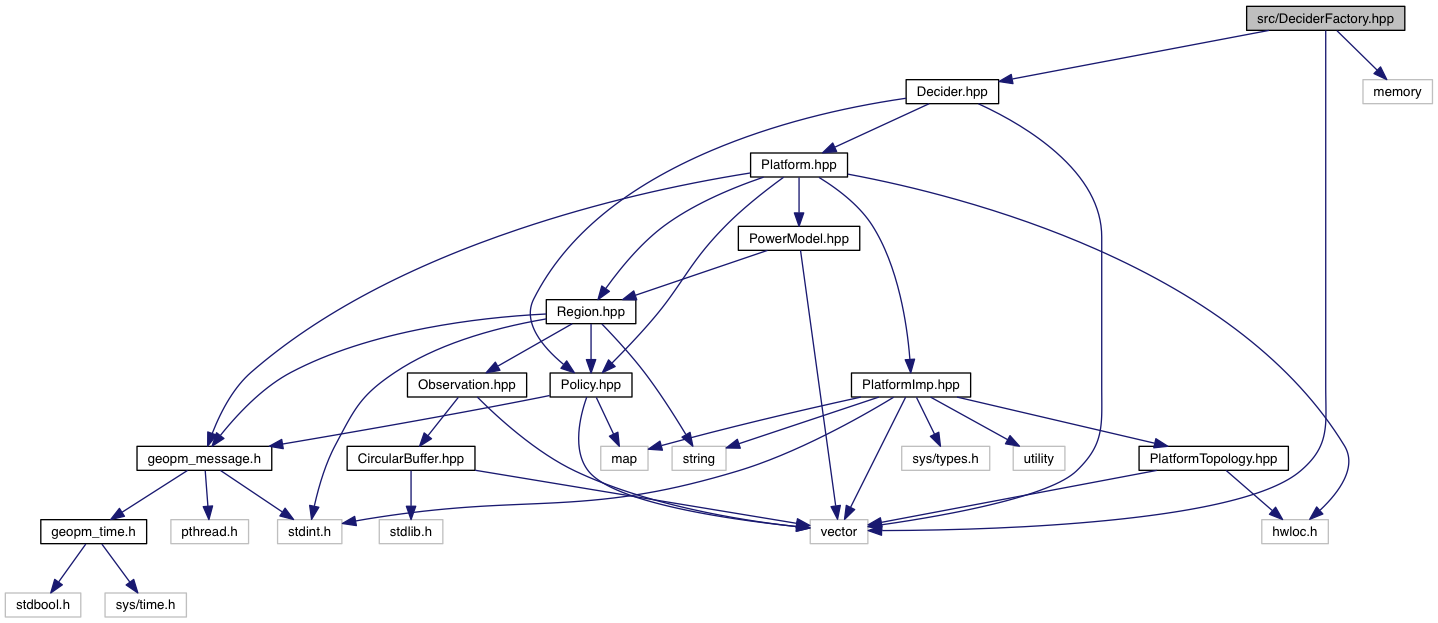 src/DeciderFactory.hpp
Decider.hpp
memory
Platform.hpp
PowerModel.hpp
Region.hpp
Observation.hpp
Policy.hpp
PlatformImp.hpp
geopm_message.h
CircularBuffer.hpp
map
string
sys/types.h
utility
PlatformTopology.hpp
geopm_time.h
pthread.h
stdint.h
stdlib.h
vector
hwloc.h
stdbool.h
sys/time.h